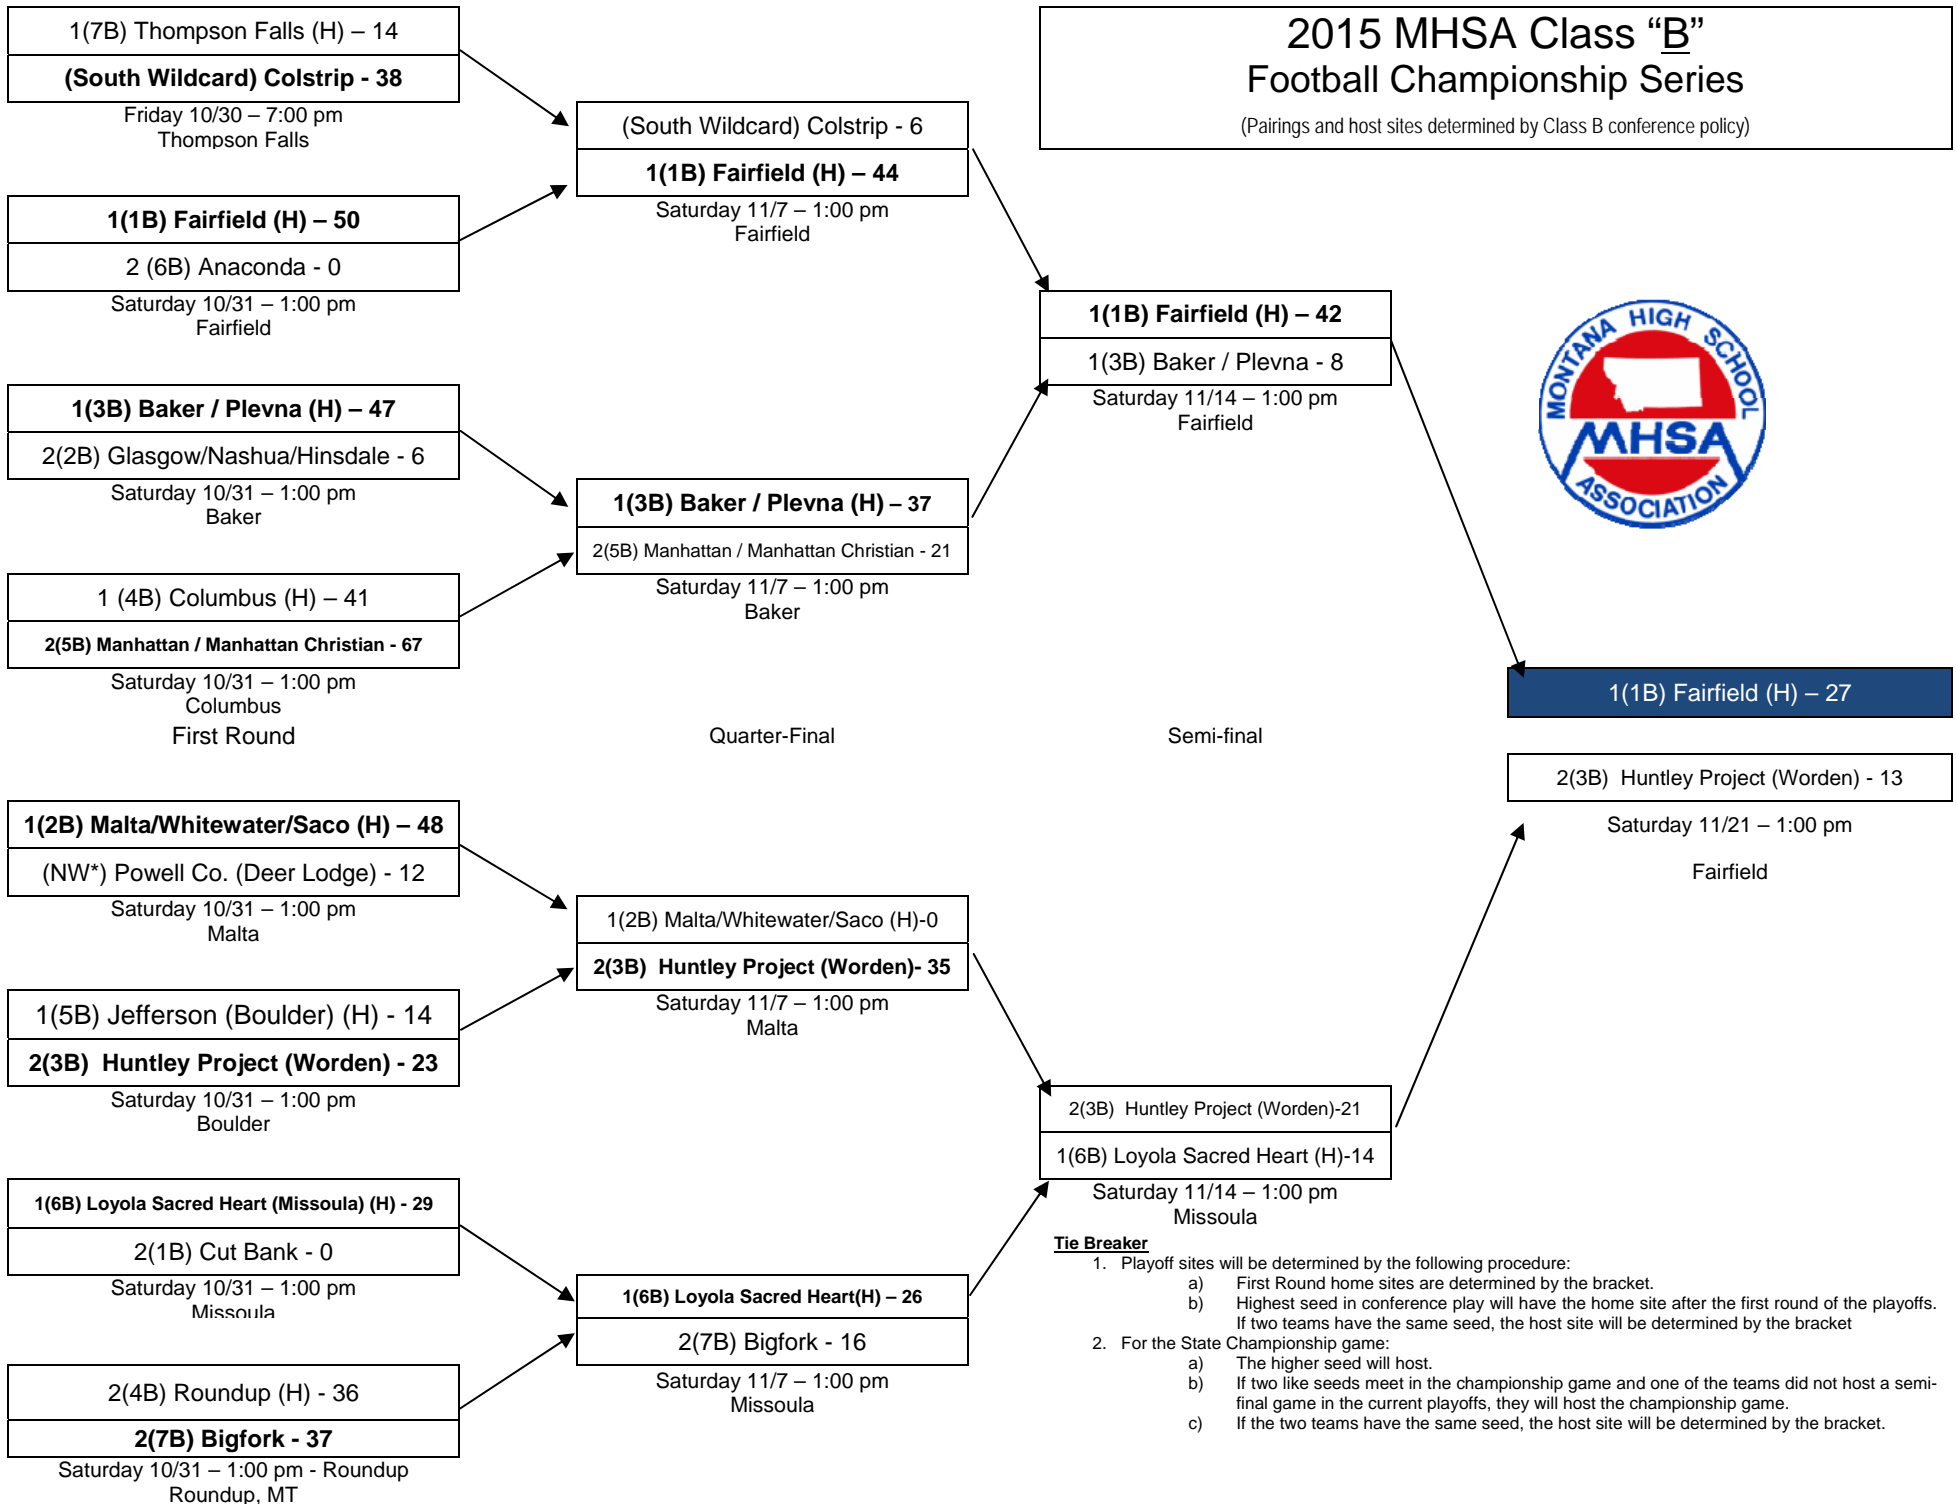 2015 MHSA Class “B”
Football Championship Series
(Pairings and host sites determined by Class B conference policy)
1(7B) Thompson Falls (H) – 14
(South Wildcard) Colstrip - 38
Friday 10/30 – 7:00 pm
Thompson Falls
1(1B) Fairfield (H) – 50
2 (6B) Anaconda - 0
Saturday 10/31 – 1:00 pm
Fairfield
1(3B) Baker / Plevna (H) – 47
2(2B) Glasgow/Nashua/Hinsdale - 6
Saturday 10/31 – 1:00 pm
Baker
1 (4B) Columbus (H) – 41
2(5B) Manhattan / Manhattan Christian - 67
Saturday 10/31 – 1:00 pm
Columbus
First Round
1(2B) Malta/Whitewater/Saco (H) – 48
(NW*) Powell Co. (Deer Lodge) - 12
Saturday 10/31 – 1:00 pm
Malta
1(5B) Jefferson (Boulder) (H) - 14
2(3B) Huntley Project (Worden) - 23
Saturday 10/31 – 1:00 pm
Boulder
1(6B) Loyola Sacred Heart (Missoula) (H) - 29
2(1B) Cut Bank - 0
Saturday 10/31 – 1:00 pm
Missoula
2(4B) Roundup (H) - 36
2(7B) Bigfork - 37
Saturday 10/31 – 1:00 pm - Roundup
Roundup, MT
(South Wildcard) Colstrip - 6
1(1B) Fairfield (H) – 44
Saturday 11/7 – 1:00 pm
Fairfield
1(3B) Baker / Plevna (H) – 37
2(5B) Manhattan / Manhattan Christian - 21
Saturday 11/7 – 1:00 pm
Baker
Quarter-Final
1(2B) Malta/Whitewater/Saco (H)-0
2(3B) Huntley Project (Worden)- 35
Saturday 11/7 – 1:00 pm
Malta
1(6B) Loyola Sacred Heart(H) – 26
2(7B) Bigfork - 16
Saturday 11/7 – 1:00 pm
Missoula
1(1B) Fairfield (H) – 42
1(3B) Baker / Plevna - 8
Saturday 11/14 – 1:00 pm
Fairfield
Semi-final
2(3B) Huntley Project (Worden)-21
1(6B) Loyola Sacred Heart (H)-14
Saturday 11/14 – 1:00 pm
Missoula
MONTANA HIGH SCHOOL
MHSA
ASSOCIATION
1(1B) Fairfield (H) – 27
2(3B) Huntley Project (Worden) - 13
Saturday 11/21 – 1:00 pm
Fairfield
Tie Breaker
1. Playoff sites will be determined by the following procedure:
a) First Round home sites are determined by the bracket.
b) Highest seed in conference play will have the home site after the first round of the playoffs.
If two teams have the same seed, the host site will be determined by the bracket
2. For the State Championship game:
a) The higher seed will host.
b) If two like seeds meet in the championship game and one of the teams did not host a semi-
final game in the current playoffs, they will host the championship game.
c) If the two teams have the same seed, the host site will be determined by the bracket.